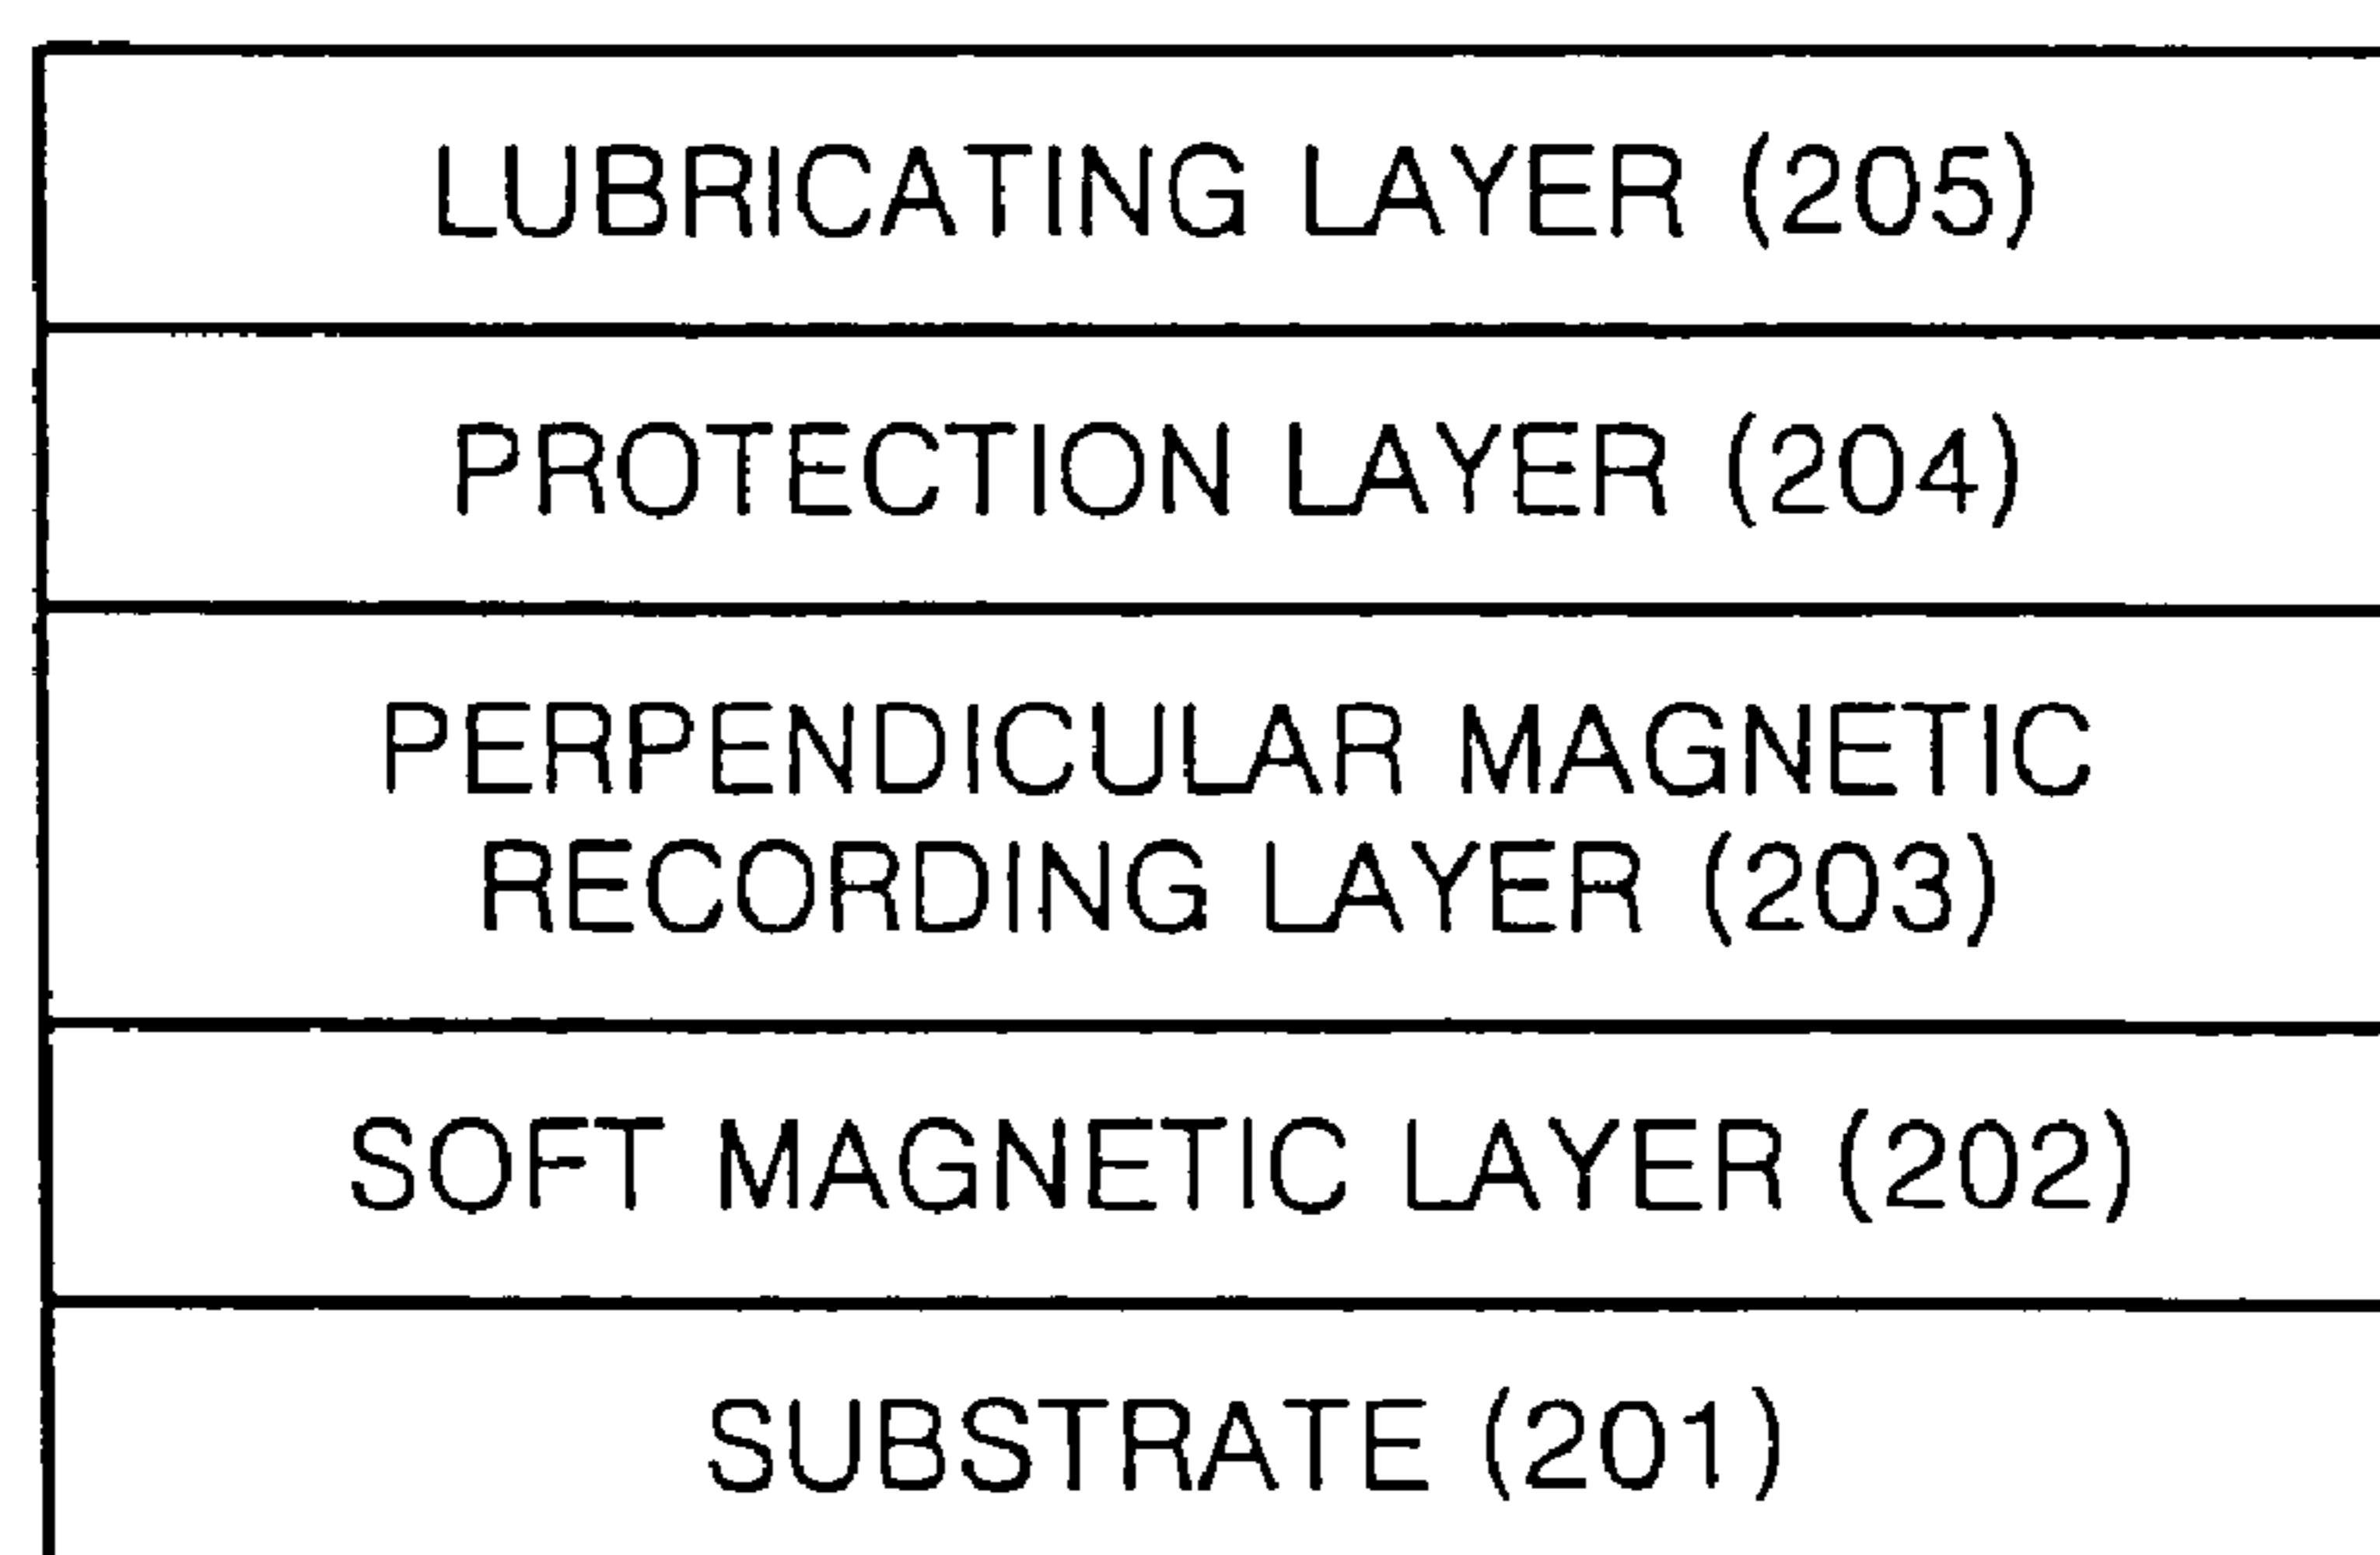 LUBRICATING LAYER (205)
PROTECTION LAYER (204)
PERPENDICULAR MAGNETIC
RECORDING LAYER (203)
SOFT MAGNETIC LAYER (202)
SUBSTRATE (201)